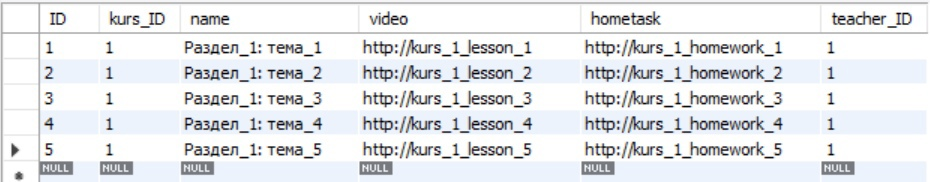 ID kurs_ID name video hometask teacher_ID
1 1 Раздел_1: тема_1 http://kurs_1_lesson_1 http://kurs_1_homework_1 1
2 1 Раздел_1: тема_2 http://kurs_1_lesson_2 http://kurs_1_homework_2 1
3 1 Раздел_1: тема_3 http://kurs_1_lesson_3 http://kurs_1_homework_3 1
4 1 Раздел_1: тема_4 http://kurs_1_lesson_4 http://kurs_1_homework_4 1
5 1 Раздел_1: тема_5 http://kurs_1_lesson_5 http://kurs_1_homework_5 1
NULL NULL NULL NULL NULL NULL